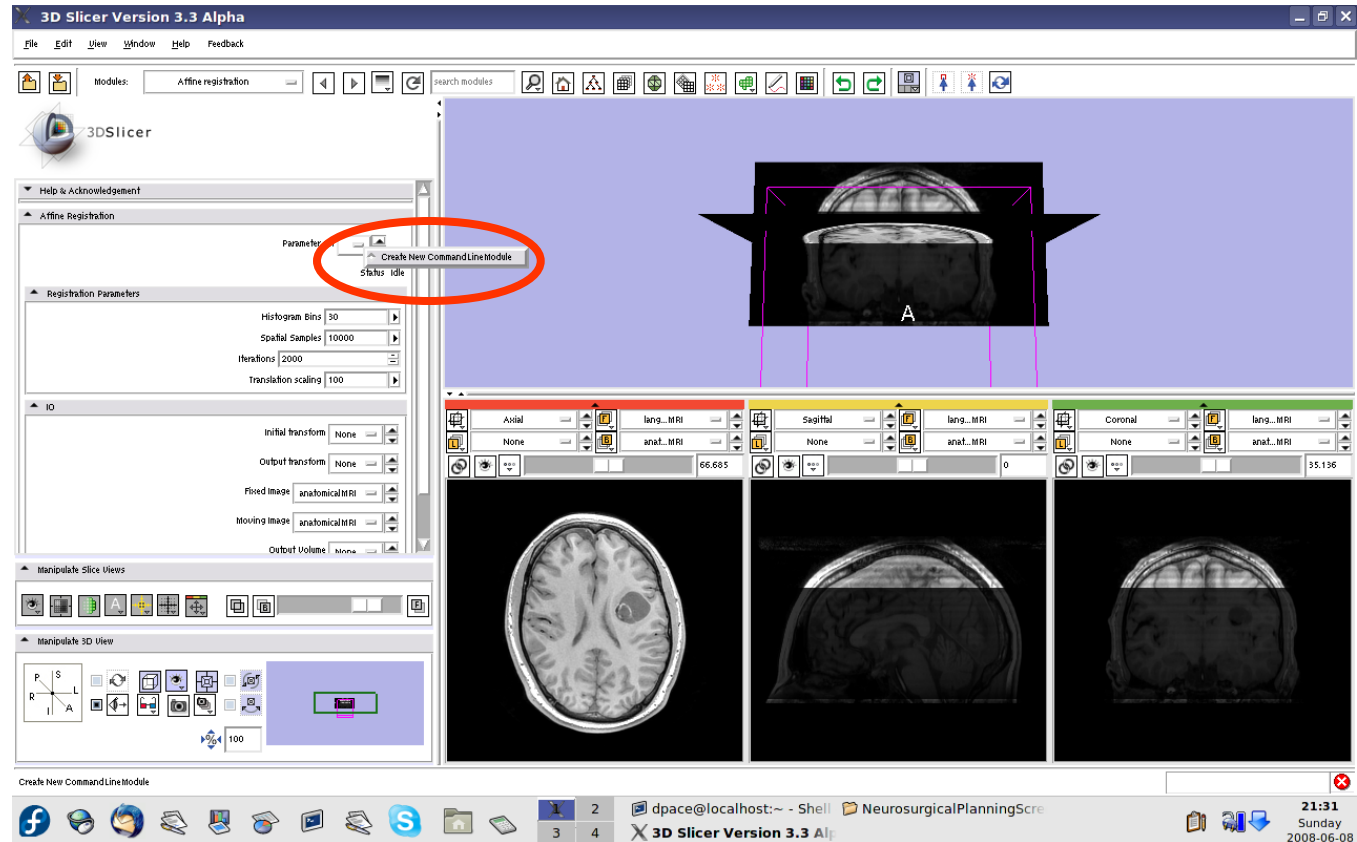 3D Slicer Version 3.3 Alpha
File Edit View Window Help Feedback
Modules: Affine registration search modules
3DSlicer
Help & Acknowledgement
Affine Registration
Parameter
Create New CommandLineModule
Status Idle
Registration Parameters
Histogram Bins 30
Spatial Samples 10000
Iterations 2000
Translation scaling 100
IO
Initial transform None
Output transform None
Fixed Image anatomicalMRI
Moving Image anatomicalMRI
Output Volume None
Manipulate Slice Views
Manipulate 3D View
P S
R L
I A
100
A
Axial lang...MRI
None anat...MRI
66.685
Sagittal lang...MRI
None anat...MRI
0
Coronal lang...MRI
None anat...MRI
35.136
Create New CommandLineModule
1 2
3 4
dpace@localhost:~ - Shell
NeurosurgicalPlanningScre
3D Slicer Version 3.3 Alp
21:31
Sunday
2008-06-08